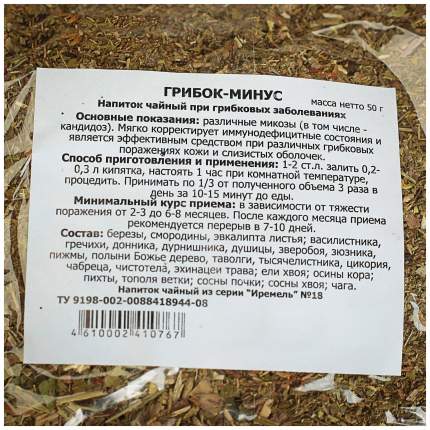 ГРИБОК-МИНУС
масса нетто 50 г
Напиток чайный при грибковых заболеваниях
Основные показания: различные микозы (в том числе -
кандидоз). Мягко корректирует иммунодефицитные состояния и
является эффективным средством при различных грибковых
поражениях кожи и слизистых оболочек.
Способ приготовления и применения: 1-2 ст.л. залить 0,2-
0,3 л кипятка, настоять 1 час при комнатной температуре,
процедить. Принимать по 1/3 от полученного объема 3 раза в
день за 10-15 минут до еды.
Минимальный курс приема: в зависимости от тяжести
поражения от 2-3 до 6-8 месяцев. После каждого месяца приема
рекомендуется перерыв в 7-10 дней.
Состав: березы, смородины, эвкалипта листья; василистника,
гречихи, донника, дурнишника, душицы, зверобоя, зюзника,
пижмы, полыни Божье дерево, таволги, тысячелистника, цикория,
чабреца, чистотела, эхинацеи трава; ели хвоя; осины кора;
пихты, тополя ветки; сосны почки; сосны хвоя; чага.
Напиток чайный из серии "Иремель" №18
ТУ 9198-002-0088418944-08
4610002410767